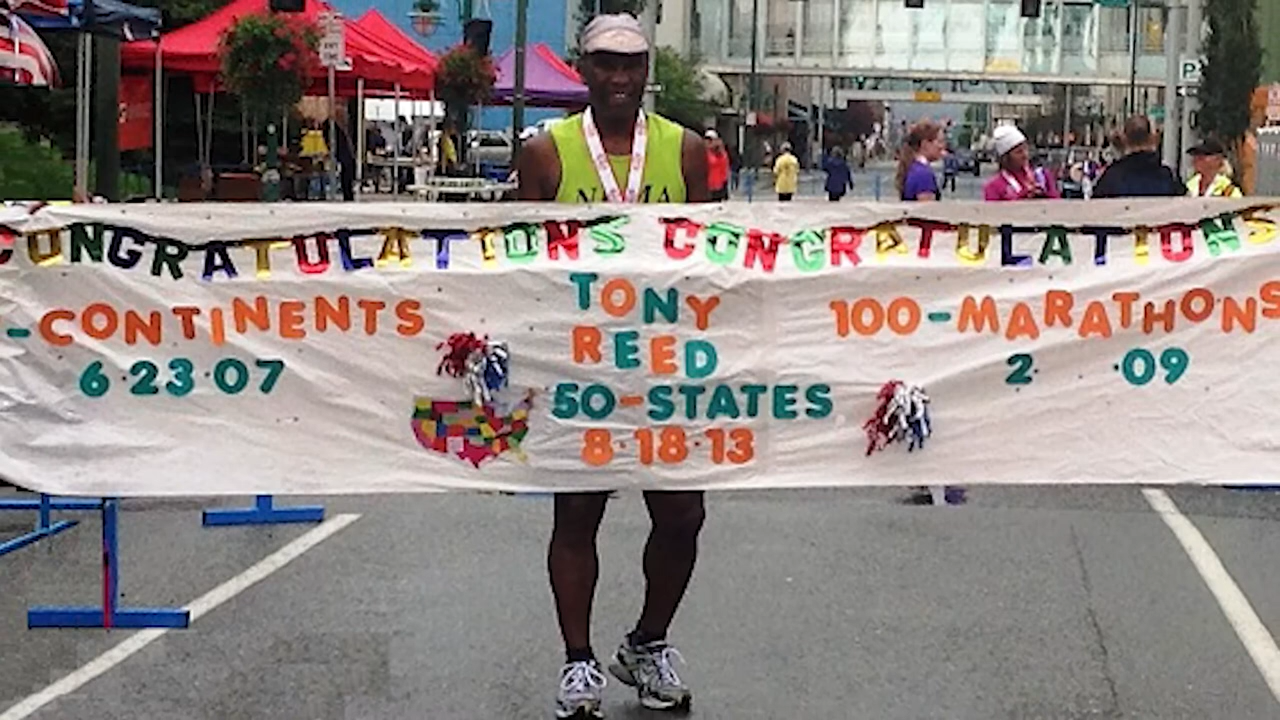 CONGRATULATIONS CONGRATULATIONS
-CONTINENTS
6·23·07
TONY
REED
50-STATES
8·18·13
100-MARATHONS
2· ·09
P